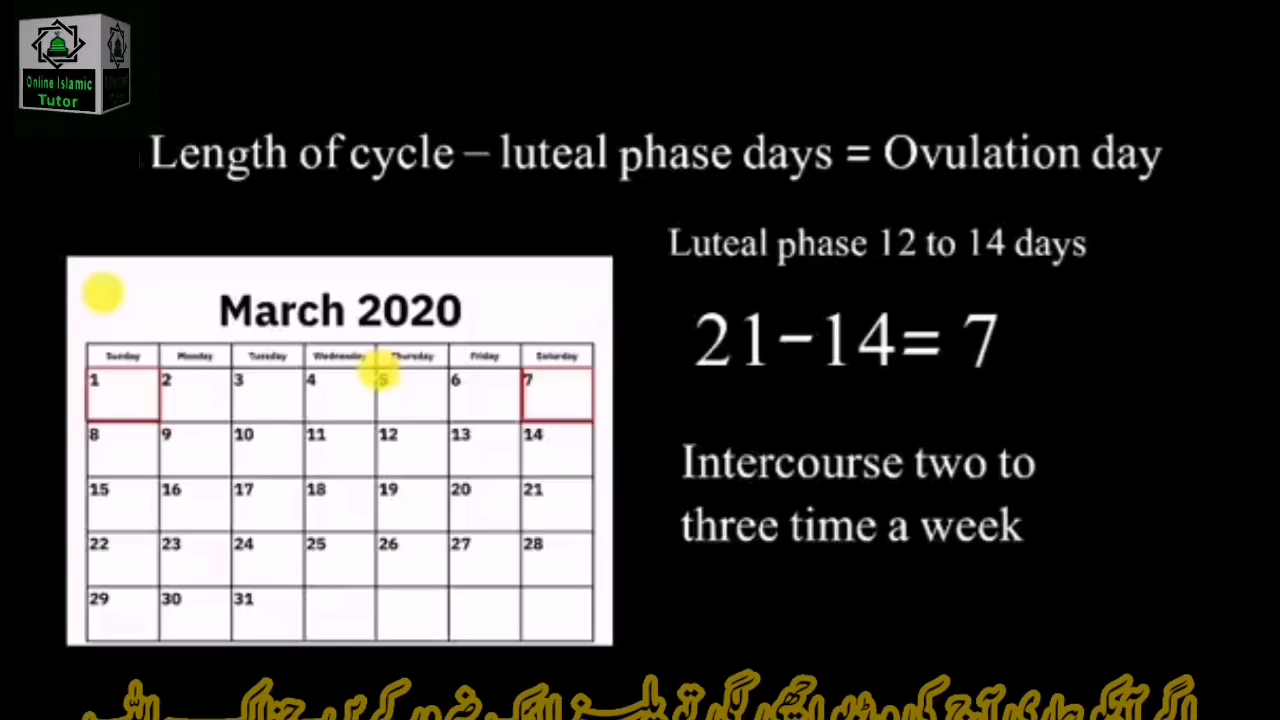 Online Islamic
Tutor
Length of cycle – luteal phase days = Ovulation day
Luteal phase 12 to 14 days
21-14= 7
Intercourse two to
three time a week
March 2020
Sunday Monday Tuesday Wednesday Thursday Friday Saturday
1 2 3 4 5 6 7
8 9 10 11 12 13 14
15 16 17 18 19 20 21
22 23 24 25 26 27 28
29 30 31